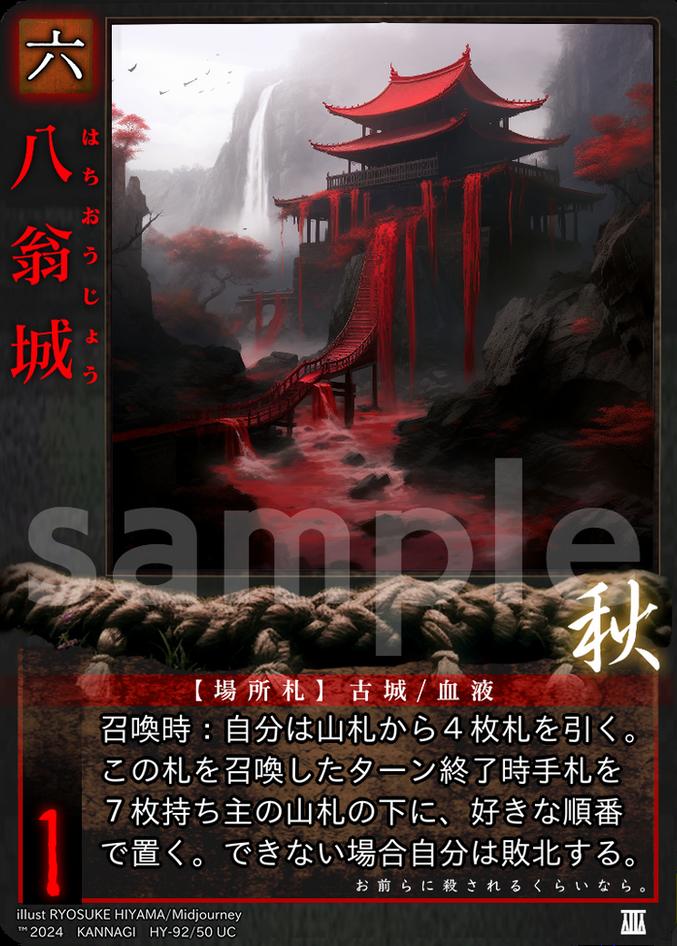 六
八翁城
はちおうじょう
sample
秋
【場所札】古城/血液
召喚時：自分は山札から４枚札を引く。
この札を召喚したターン終了時手札を
７枚持ち主の山札の下に、好きな順番
で置く。できない場合自分は敗北する。
お前らに殺されるくらいなら。
1
illust RYOSUKE HIYAMA/Midjourney
™2024 KANNAGI HY-92/50 UC